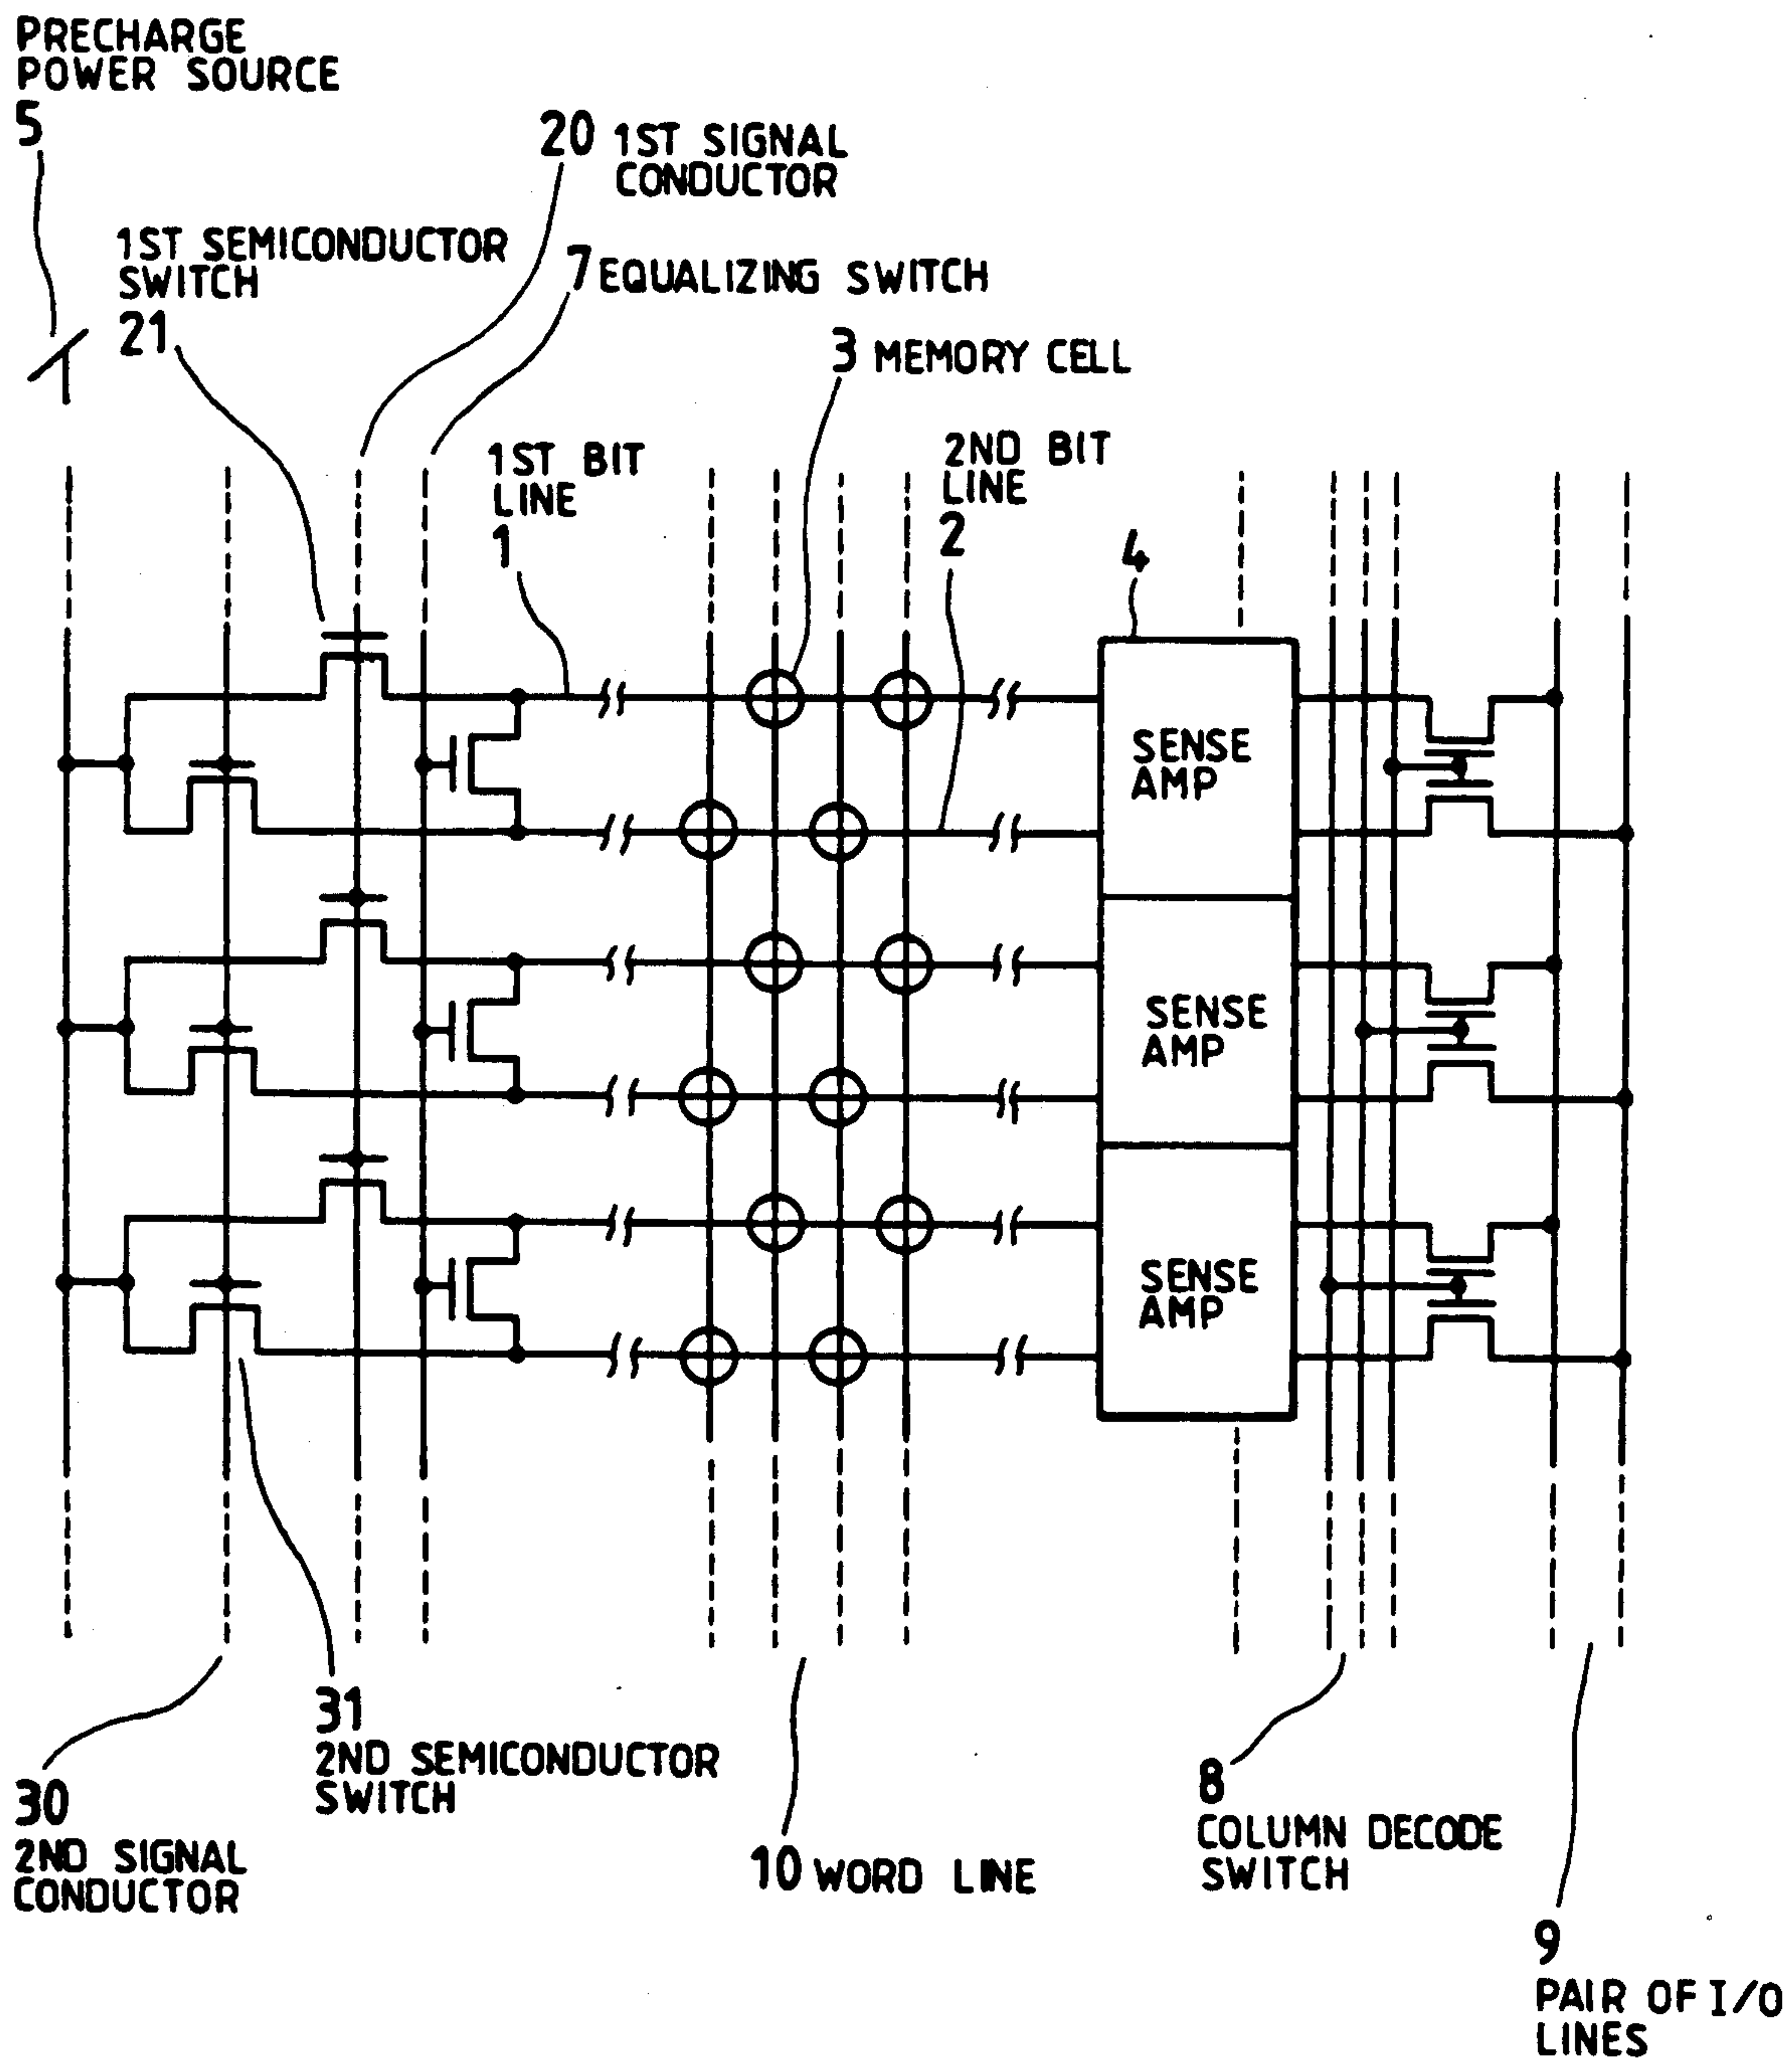 PRECHARGE
POWER SOURCE
5
20 1ST SIGNAL
CONDUCTOR
1ST SEMICONDUCTOR
SWITCH
21
7 EQUALIZING SWITCH
3 MEMORY CELL
1ST BIT
LINE
1
2ND BIT
LINE
2
4
SENSE
AMP
SENSE
AMP
SENSE
AMP
31
2ND SEMICONDUCTOR
SWITCH
30
2ND SIGNAL
CONDUCTOR
10 WORD LINE
8
COLUMN DECODE
SWITCH
9
PAIR OF I/O
LINES